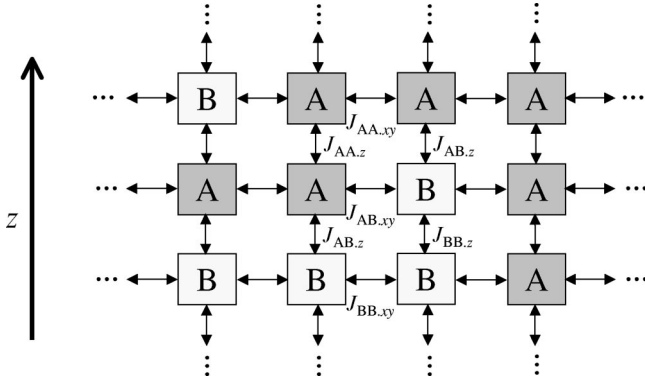 B A A A
J_AA.xy
J_AA.z J_AB.z
z
A A B A
J_AB.xy
J_AB.z J_BB.z
B B B A
J_BB.xy